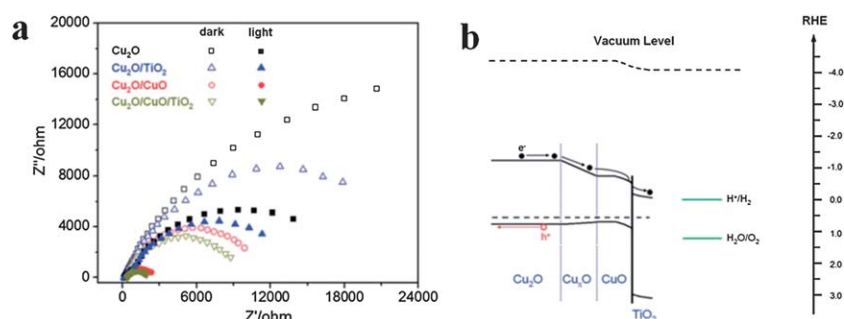 a
20000
16000
12000
8000
4000
0
Z''/ohm
0
6000
12000
18000
24000
Z'/ohm
dark light
Cu₂O
Cu₂O/TiO₂
Cu₂O/CuO
Cu₂O/CuO/TiO₂
b
Vacuum Level
RHE
-4.0
-3.0
-2.0
-1.0
0.0
1.0
2.0
3.0
e⁻
h⁺
H⁺/H₂
H₂O/O₂
Cu₂O
CuₓO
CuO
TiO₂